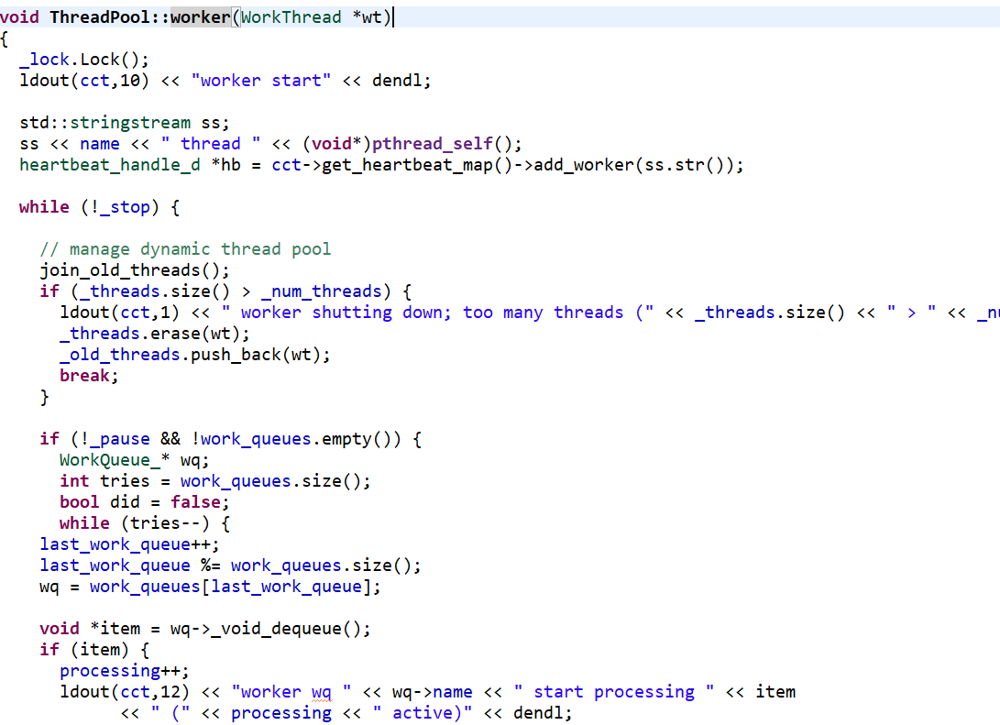 void ThreadPool::worker(WorkThread *wt)
{
  _lock.Lock();
  ldout(cct,10) << "worker start" << dendl;

  std::stringstream ss;
  ss << name << " thread " << (void*)pthread_self();
  heartbeat_handle_d *hb = cct->get_heartbeat_map()->add_worker(ss.str());

  while (!_stop) {

    // manage dynamic thread pool
    join_old_threads();
    if (_threads.size() > _num_threads) {
      ldout(cct,1) << " worker shutting down; too many threads (" << _threads.size() << " > " <<
      _threads.erase(wt);
      _old_threads.push_back(wt);
      break;
    }

    if (!_pause && !work_queues.empty()) {
      WorkQueue_* wq;
      int tries = work_queues.size();
      bool did = false;
      while (tries--) {
    last_work_queue++;
    last_work_queue %= work_queues.size();
    wq = work_queues[last_work_queue];

    void *item = wq->_void_dequeue();
    if (item) {
      processing++;
      ldout(cct,12) << "worker wq " << wq->name << " start processing " << item
            << " (" << processing << " active)" << dendl;